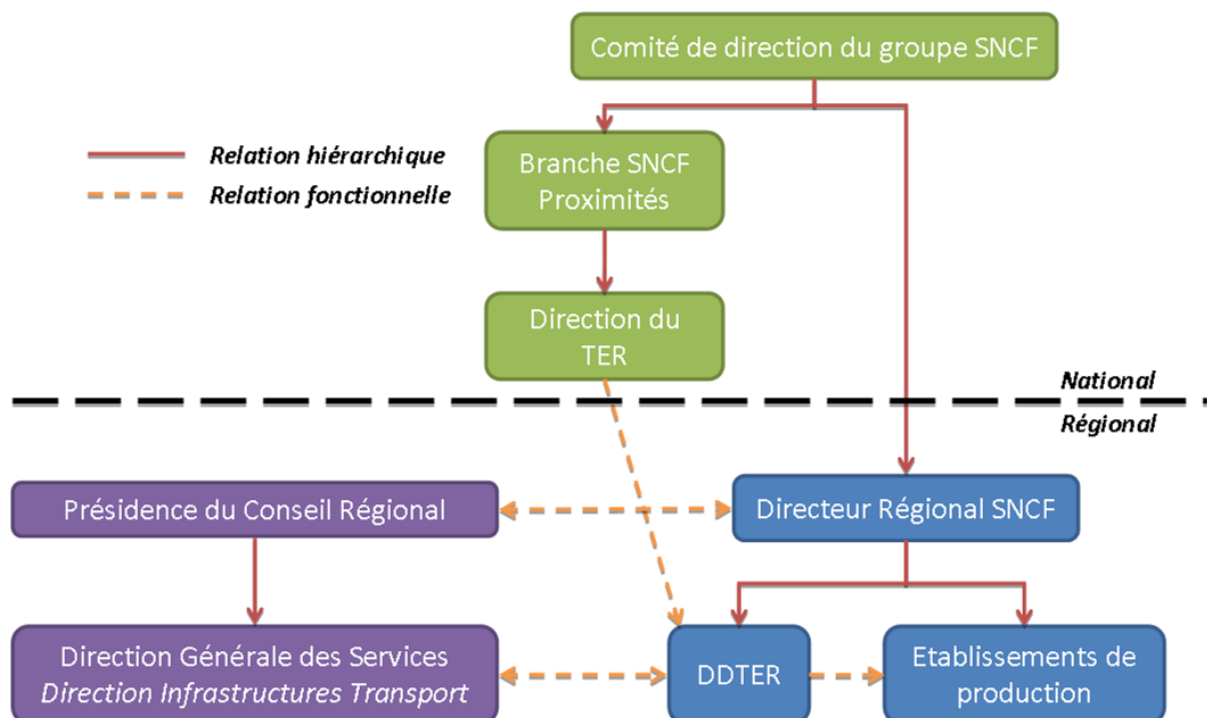 Comité de direction du groupe SNCF
Relation hiérarchique
Relation fonctionnelle
Branche SNCF
Proximités
Direction du
TER
National
Régional
Présidence du Conseil Régional
Directeur Régional SNCF
Direction Générale des Services
Direction Infrastructures Transport
DDTER
Etablissements de
production